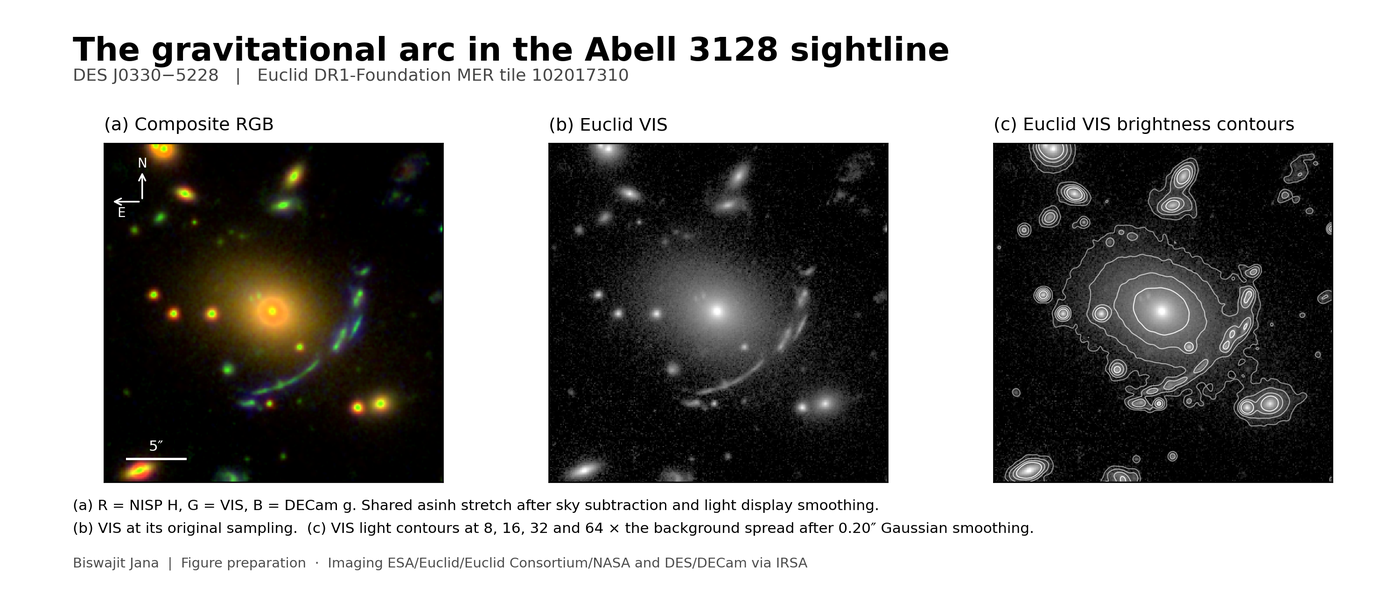 The gravitational arc in the Abell 3128 sightline
DES J0330−5228 | Euclid DR1-Foundation MER tile 102017310
(a) Composite RGB
(b) Euclid VIS
(c) Euclid VIS brightness contours
N
E
5″
(a) R = NISP H, G = VIS, B = DECam g. Shared asinh stretch after sky subtraction and light display smoothing.
(b) VIS at its original sampling. (c) VIS light contours at 8, 16, 32 and 64 × the background spread after 0.20″ Gaussian smoothing.
Biswajit Jana | Figure preparation · Imaging ESA/Euclid/Euclid Consortium/NASA and DES/DECam via IRSA